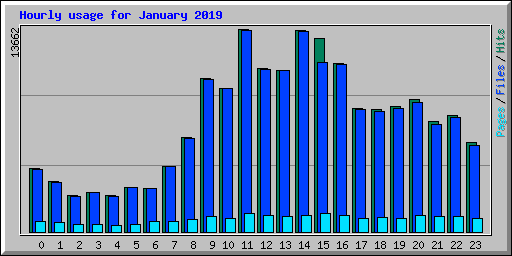 Hourly usage for January 2019
13662
Pages/Files/Hits
0 1 2 3 4 5 6 7 8 9 10 11 12 13 14 15 16 17 18 19 20 21 22 23